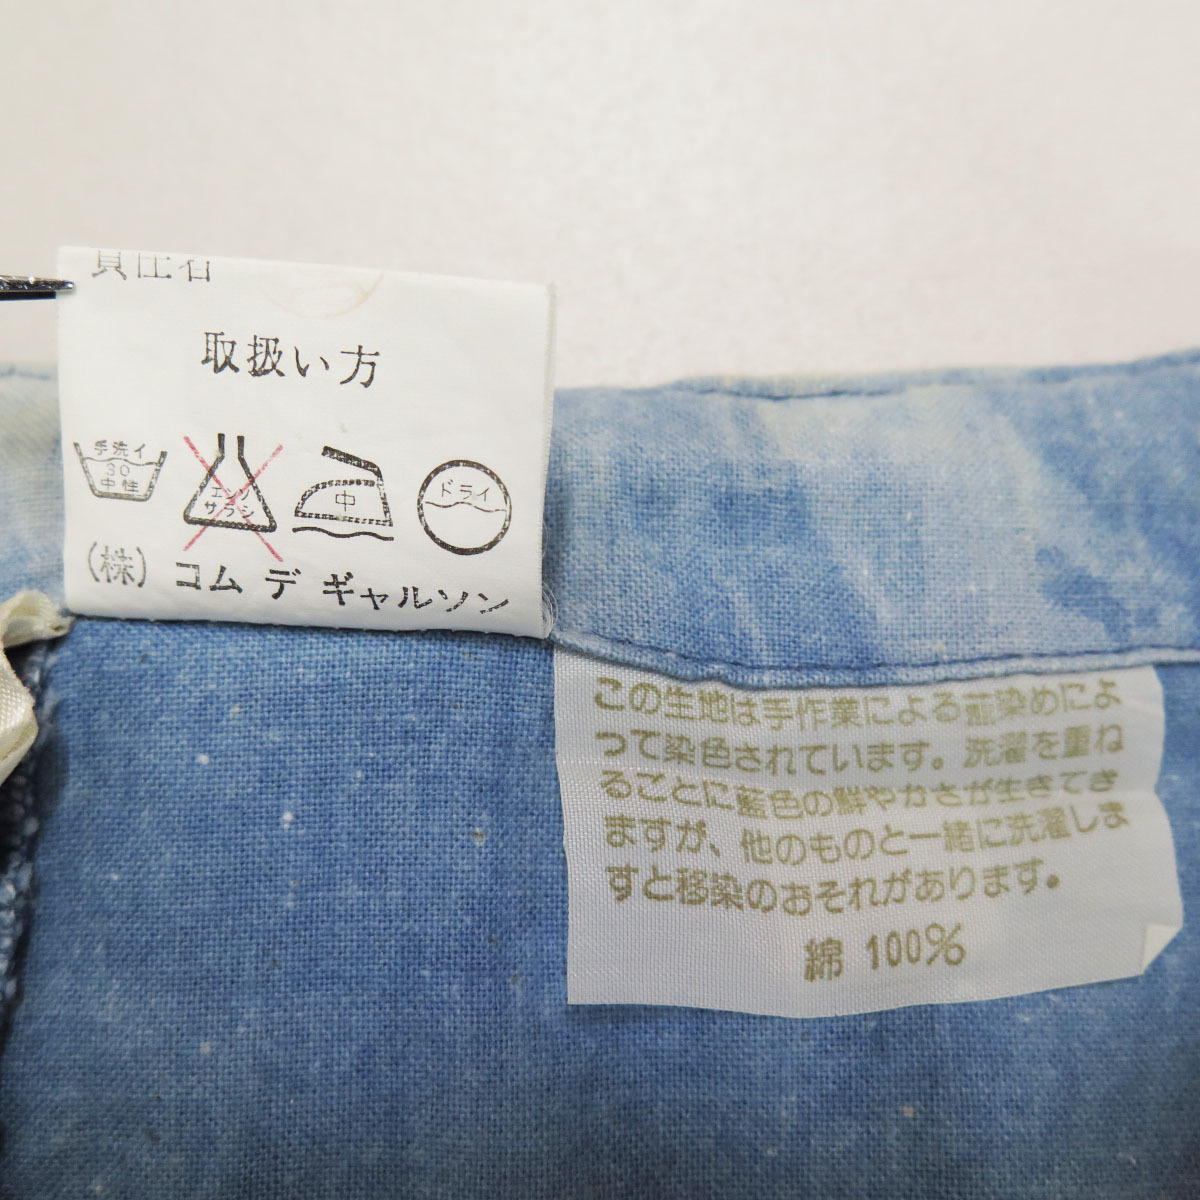 責任者
取扱い方
手洗イ
30
中性
エンソ
サラシ
中
ドライ
(株) コム デ ギャルソン
この生地は手作業による藍染めによ
って染色されています。洗濯を重ね
ることに藍色の鮮やかさが生きてき
ますが、他のものと一緒に洗濯しま
すと移染のおそれがあります。
綿 100%